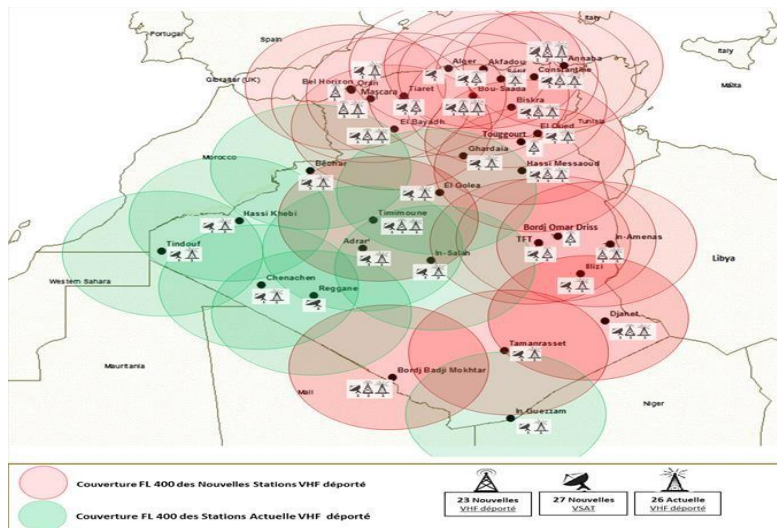 Portugal
Spain
Italy
Italy
Gibraltar (UK)
Malta
Alger
Akfadou
Annaba
Constantine
Bel Horizon
Oran
Mascara
Tiaret
Bou-Saada
Biskra
Tunisia
El Bayadh
El Oued
Touggourt
Ghardaia
Hassi Messaoud
Morocco
Béchar
El Golea
Hassi Khebi
Timimoune
Bordj Omar Driss
TFT
In-Amenas
Tindouf
Adrar
In-Salah
Libya
Illizi
Western Sahara
Chenachen
Reggane
Djanet
Tamanrasset
Mauritania
Bordj Badji Mokhtar
Mali
Niger
In Guezzam
Couverture FL 400 des Nouvelles Stations VHF déporté
Couverture FL 400 des Stations Actuelle VHF déporté
23 Nouvelles
VHF déporté
27 Nouvelles
VSAT
26 Actuelle
VHF déporté